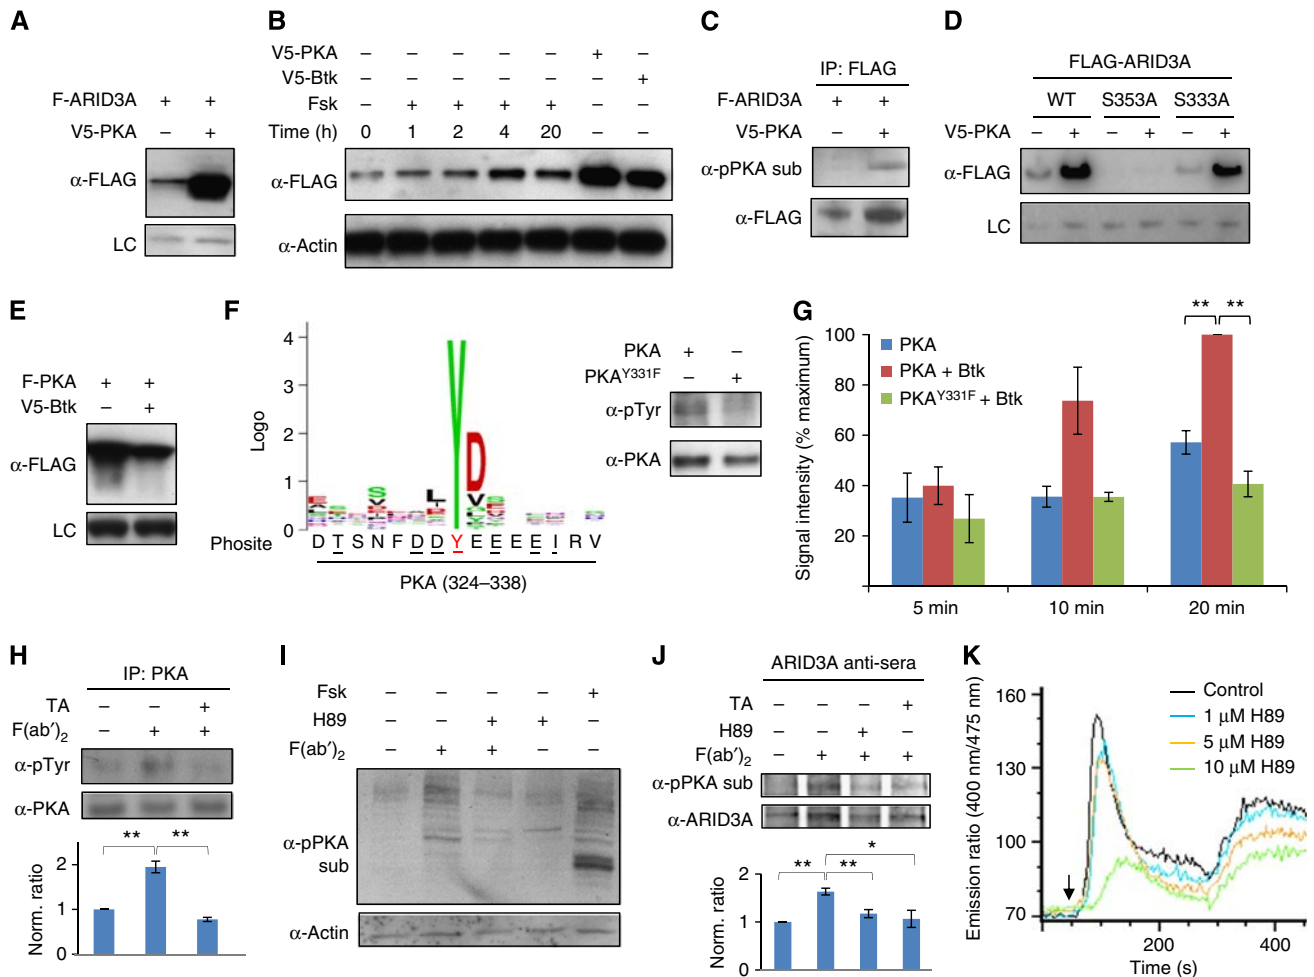 A
F-ARID3A + +
V5-PKA – +
α-FLAG
LC
B
V5-PKA – – – – – + –
V5-Btk – – – – – – +
Fsk – + + + + – –
Time (h) 0 1 2 4 20 – –
α-FLAG
α-Actin
C
IP: FLAG
F-ARID3A + +
V5-PKA – +
α-pPKA sub
α-FLAG
D
FLAG-ARID3A
WT S353A S333A
V5-PKA – + – + – +
α-FLAG
LC
E
F-PKA + +
V5-Btk – +
α-FLAG
LC
F
Logo
4
3
2
1
0
Y
D
Phosite D T S N F D D Y E E E E I R V
PKA (324–338)
PKA + –
PKA^Y331F – +
α-pTyr
α-PKA
G
Signal intensity (% maximum)
100
80
60
40
20
PKA
PKA + Btk
PKA^Y331F + Btk
** **
5 min 10 min 20 min
H
IP: PKA
TA – – +
F(ab′)₂ – + +
α-pTyr
α-PKA
** **
Norm. ratio
2
1
0
I
Fsk – – – – +
H89 – – + + –
F(ab′)₂ – + + – –
α-pPKA
sub
α-Actin
J
ARID3A anti-sera
TA – – – +
H89 – – + –
F(ab′)₂ – + + +
α-pPKA sub
α-ARID3A
*
** **
Norm. ratio
2
1
0
K
Emission ratio (400 nm/475 nm)
160
130
100
70
Control
1 μM H89
5 μM H89
10 μM H89
200 400
Time (s)